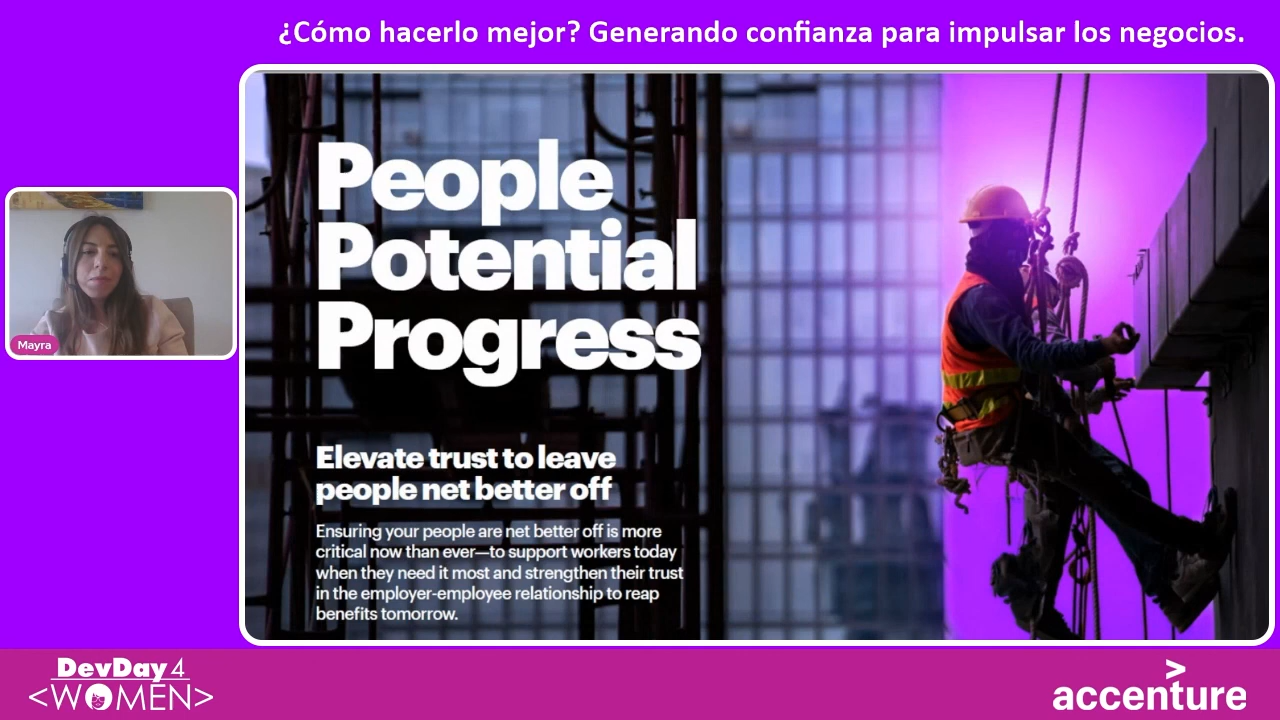 ¿Cómo hacerlo mejor? Generando confianza para impulsar los negocios.
People
Potential
Progress
Elevate trust to leave
people net better off
Ensuring your people are net better off is more
critical now than ever—to support workers today
when they need it most and strengthen their trust
in the employer-employee relationship to reap
benefits tomorrow.
Mayra
DevDay 4
<WOMEN>
>
accenture